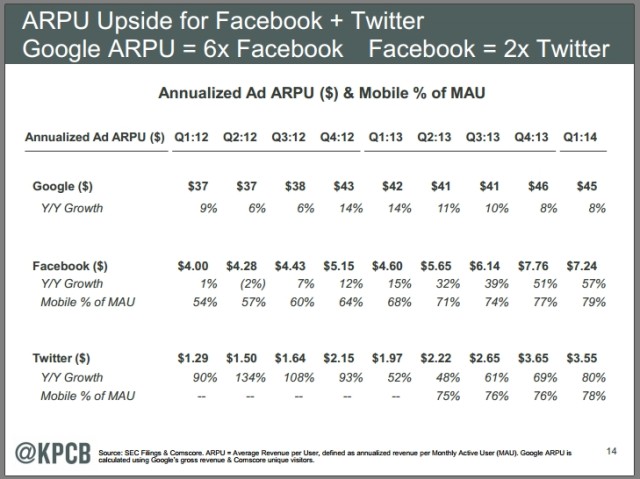 ARPU Upside for Facebook + Twitter
Google ARPU = 6x Facebook Facebook = 2x Twitter
Annualized Ad ARPU ($) & Mobile % of MAU
Annualized Ad ARPU ($) Q1:12 Q2:12 Q3:12 Q4:12 Q1:13 Q2:13 Q3:13 Q4:13 Q1:14
Google ($) $37 $37 $38 $43 $42 $41 $41 $46 $45
Y/Y Growth 9% 6% 6% 14% 14% 11% 10% 8% 8%
Facebook ($) $4.00 $4.28 $4.43 $5.15 $4.60 $5.65 $6.14 $7.76 $7.24
Y/Y Growth 1% (2%) 7% 12% 15% 32% 39% 51% 57%
Mobile % of MAU 54% 57% 60% 64% 68% 71% 74% 77% 79%
Twitter ($) $1.29 $1.50 $1.64 $2.15 $1.97 $2.22 $2.65 $3.65 $3.55
Y/Y Growth 90% 134% 108% 93% 52% 48% 61% 69% 80%
Mobile % of MAU -- -- -- -- -- 75% 76% 76% 78%
@KPCB
Source: SEC Filings & Comscore. ARPU = Average Revenue per User, defined as annualized revenue per Monthly Active User (MAU). Google ARPU is
calculated using Google's gross revenue & Comscore unique visitors.
14